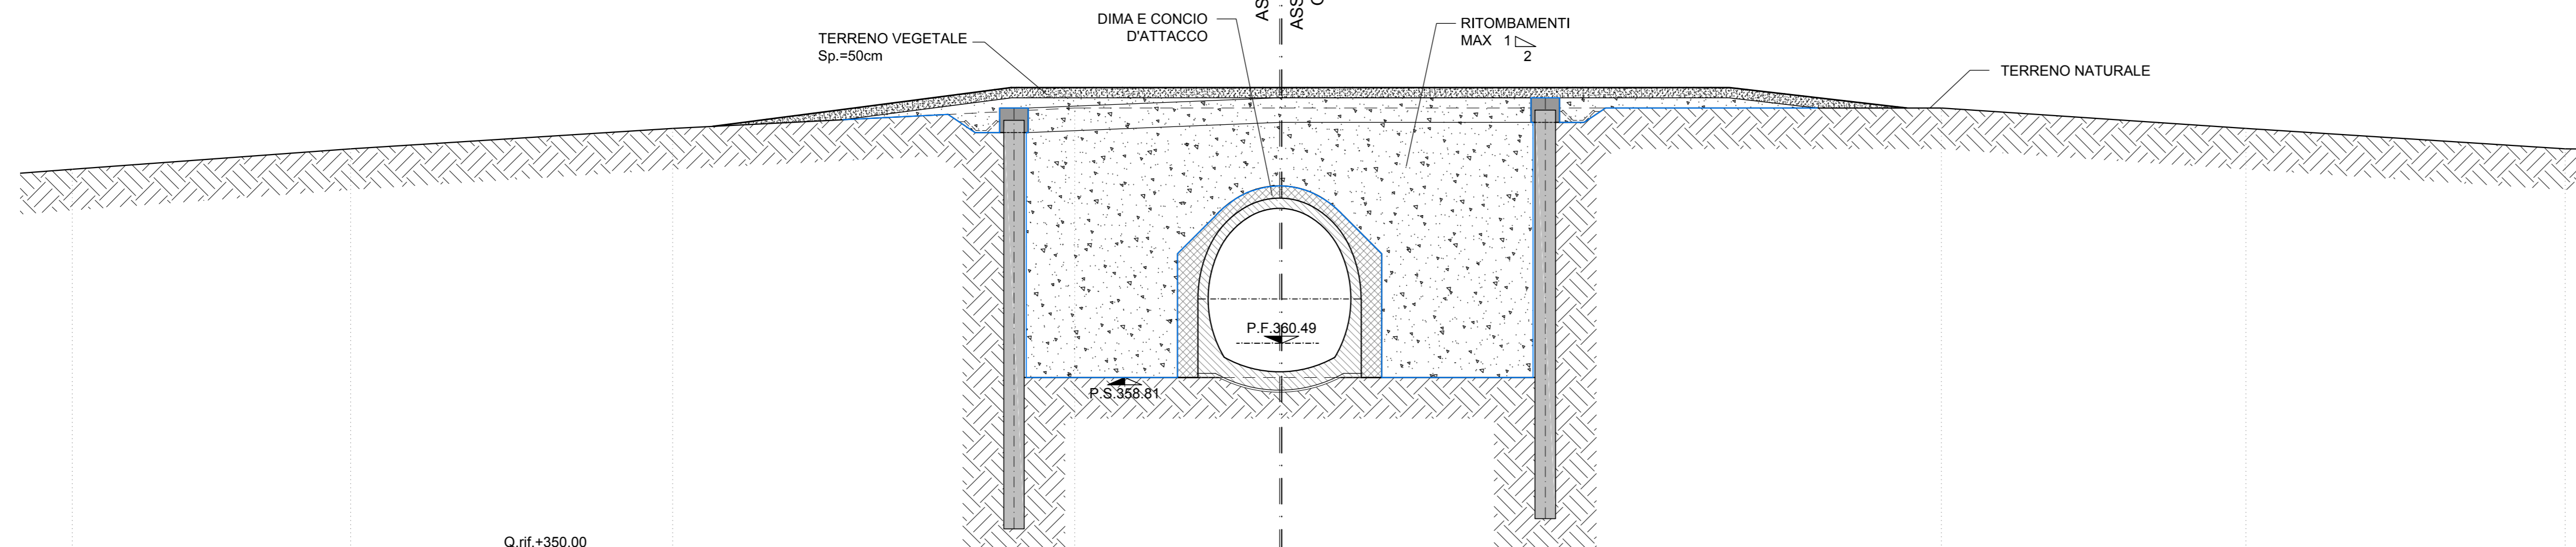 DIMA E CONCIO
D'ATTACCO
TERRENO VEGETALE
Sp.=50cm
RITOMBAMENTI
MAX 1
2
TERRENO NATURALE
P.F.360.49
P.S.358.81
Q.rif.+350.00